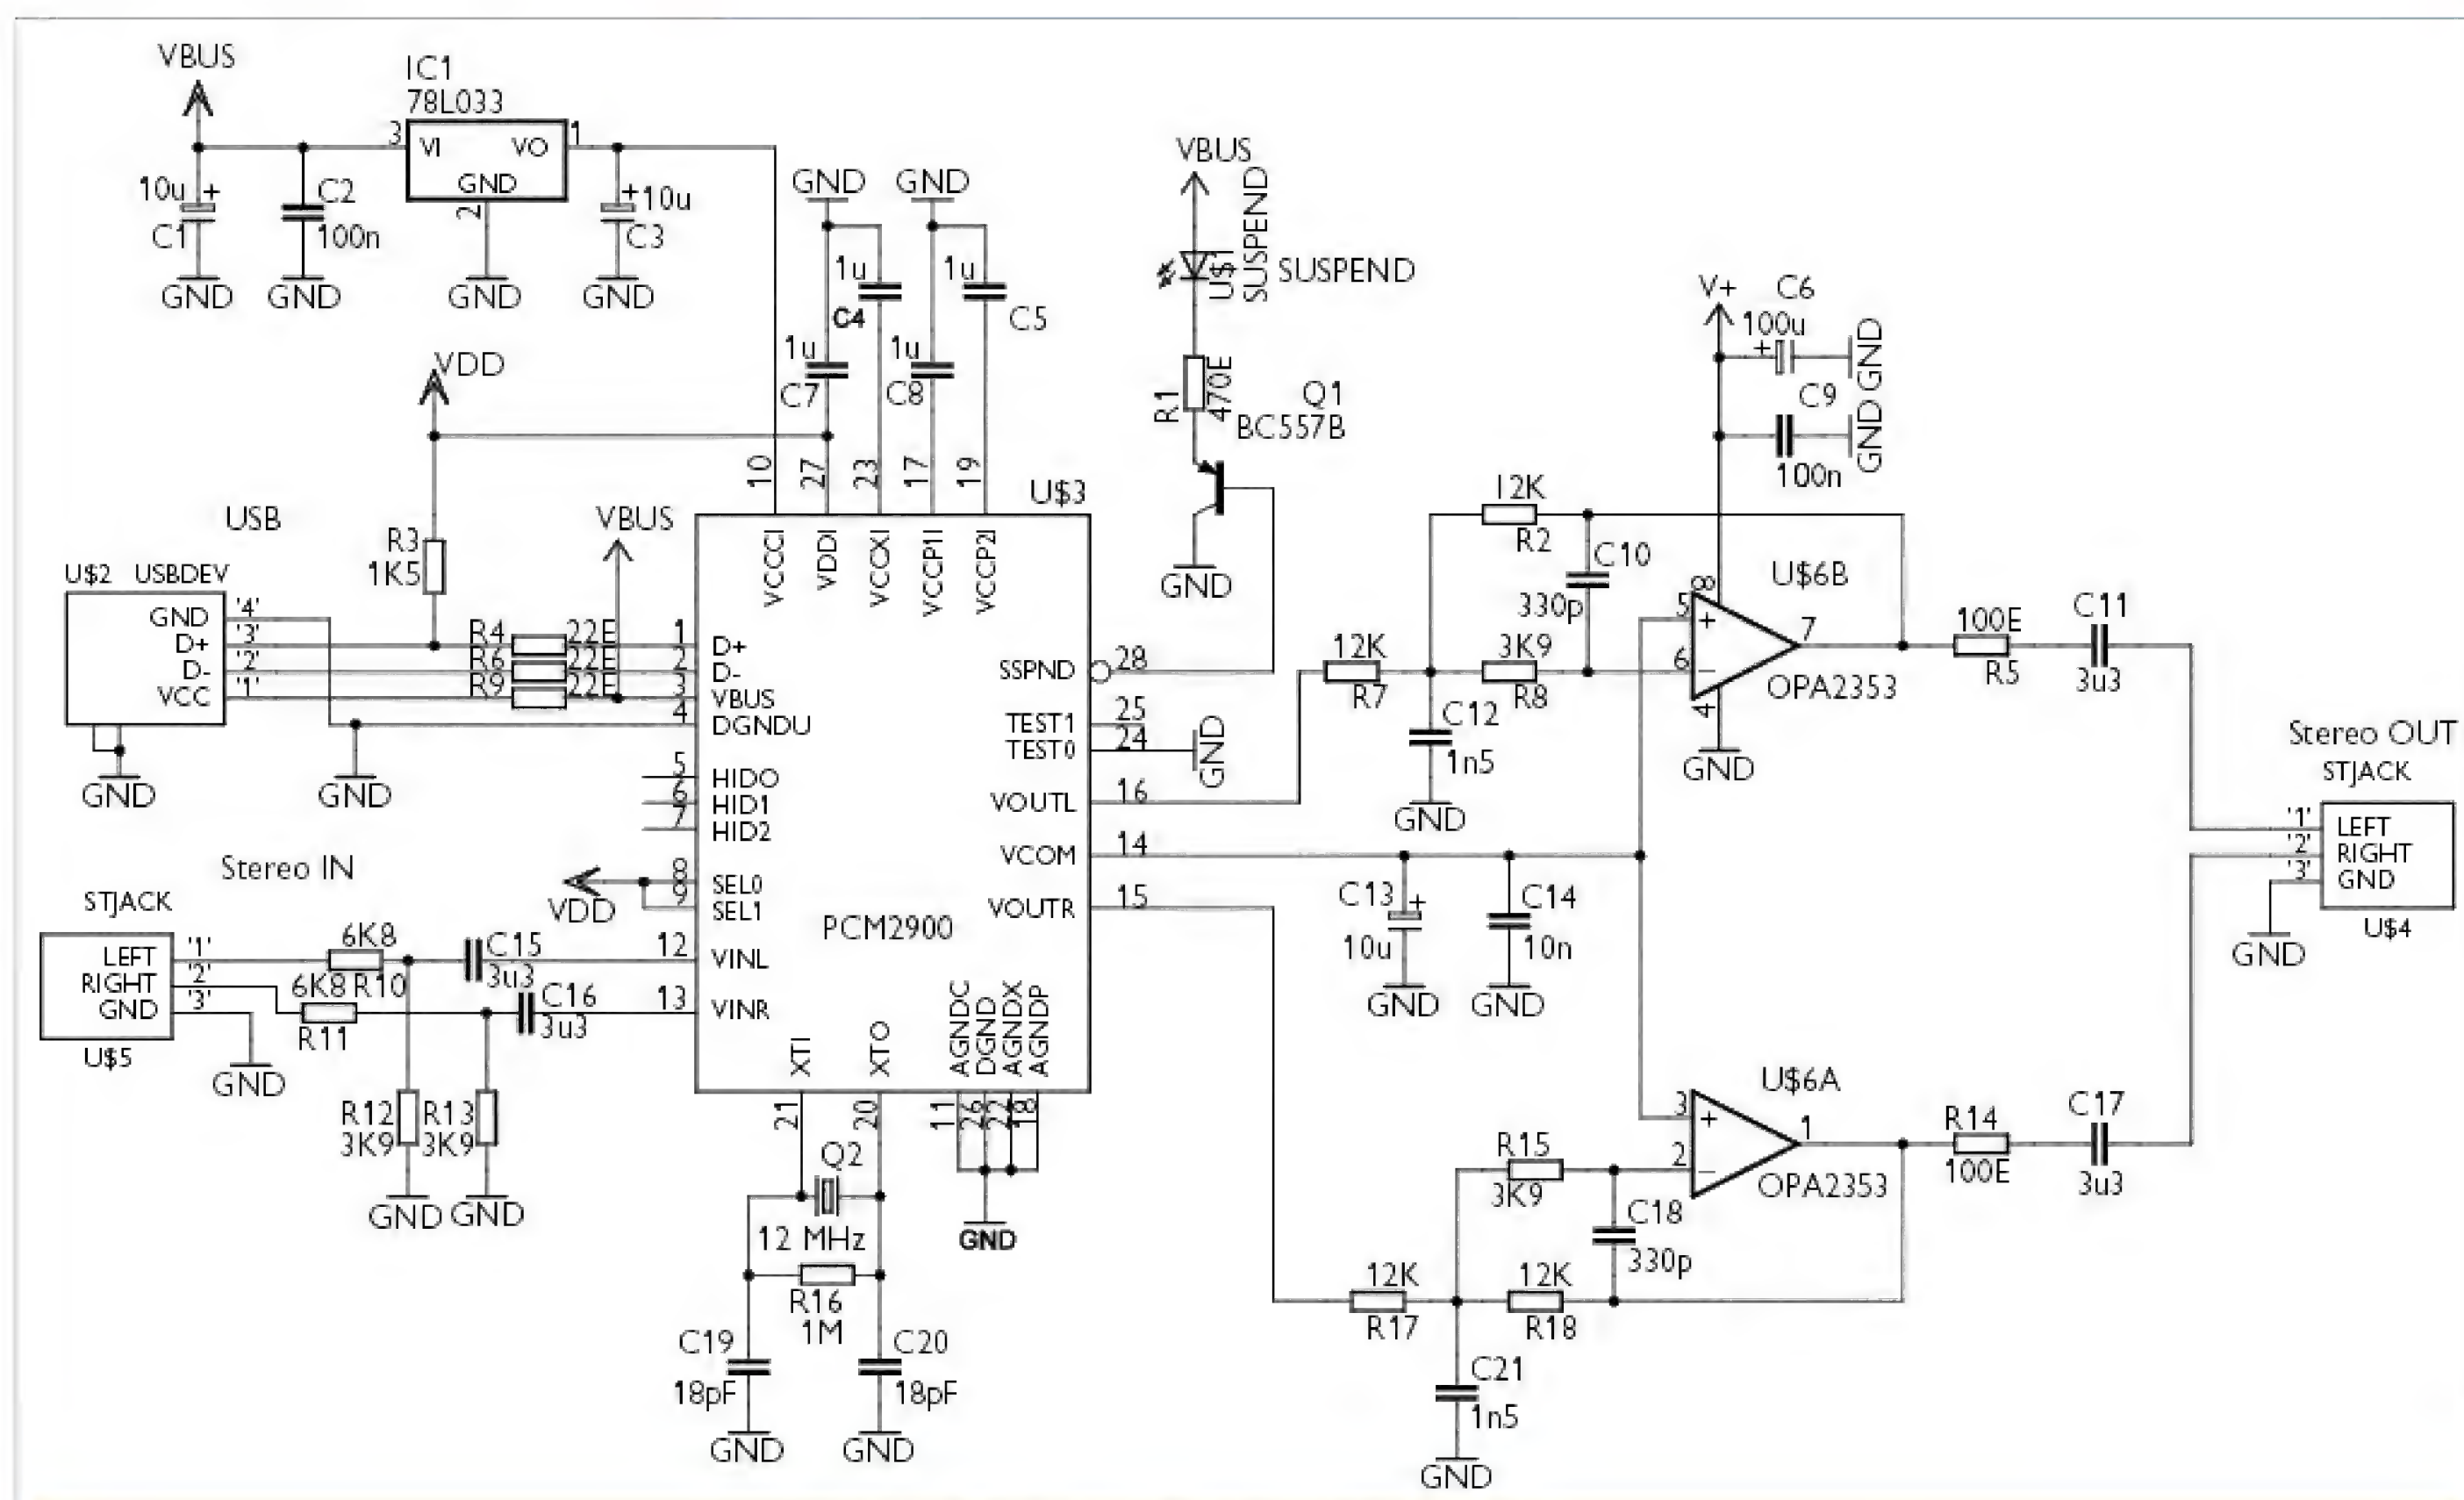 VBUS
IC1
78L033
3
VI
VO
1
GND
2
10u
+
C1
C2
100n
+
10u
C3
GND
GND
GND
GND
GND
GND
1u
C4
1u
C5
1u
C7
1u
C8
VDD
10
27
23
17
19
VBUS
U$1
SUSPEND
SUSPEND
R1
470E
Q1
BC557B
GND
V+
C6
100u
+
GND
C9
100n
GND
USB
U$2 USBDEV
GND '4'
D+ '3'
D- '2'
VCC '1'
GND
GND
R3
1K5
VBUS
R4 22E
R6 22E
R9 22E
U$3
VCCCI
VDDI
VCCXI
VCCP1I
VCCP2I
1 D+
2 D-
3 VBUS
4 DGNDU
5 HID0
6 HID1
7 HID2
8 SEL0
9 SEL1
VDD
12 VINL
13 VINR
PCM2900
SSPND 28
TEST1 25
TEST0 24
GND
VOUTL 16
VCOM 14
VOUTR 15
XTI
XTO
AGNDC
DGND
AGNDX
AGNDP
21
20
11
26
22
18
GND
Stereo IN
STJACK
LEFT '1'
RIGHT '2'
GND '3'
U$5
GND
6K8
R10
6K8
R11
C15
3u3
C16
3u3
R12
3K9
R13
3K9
GND
GND
Q2
12 MHz
R16
1M
C19
18pF
C20
18pF
GND
GND
12K
R2
C10
330p
12K
R7
3K9
R8
C12
1n5
GND
U$6B
8
5
+
6
−
7
4
OPA2353
GND
100E
R5
C11
3u3
Stereo OUT
STJACK
'1' LEFT
'2' RIGHT
'3' GND
U$4
GND
C13
+
10u
GND
C14
10n
GND
U$6A
3
+
2
−
1
OPA2353
R14
100E
C17
3u3
R15
3K9
C18
330p
12K
R17
12K
R18
C21
1n5
GND